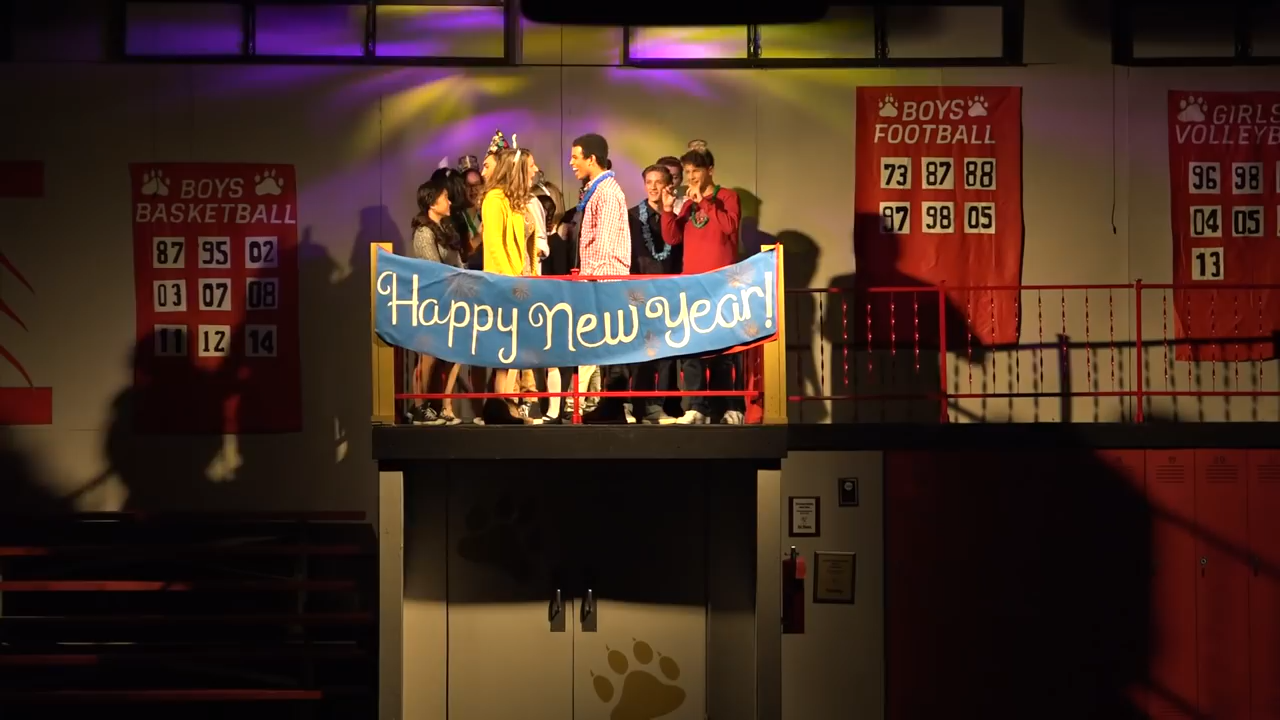 BOYS
BASKETBALL
87 95 02
03 07 08
11 12 14
Happy New Year!
BOYS
FOOTBALL
73 87 88
97 98 05
GIRLS
VOLLEYB
96 98
04 05
13